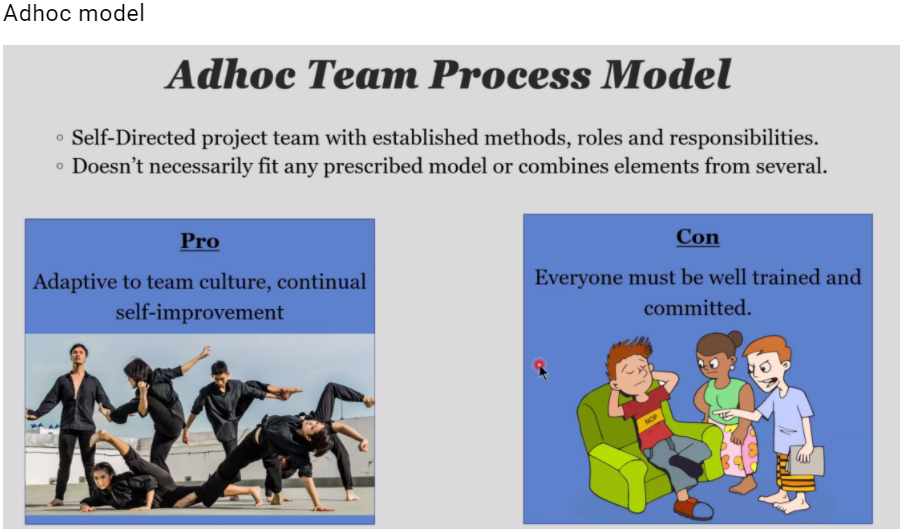 Adhoc model
Adhoc Team Process Model
◦ Self-Directed project team with established methods, roles and responsibilities.
◦ Doesn’t necessarily fit any prescribed model or combines elements from several.
Pro
Adaptive to team culture, continual
self-improvement
Con
Everyone must be well trained and
committed.
NOP